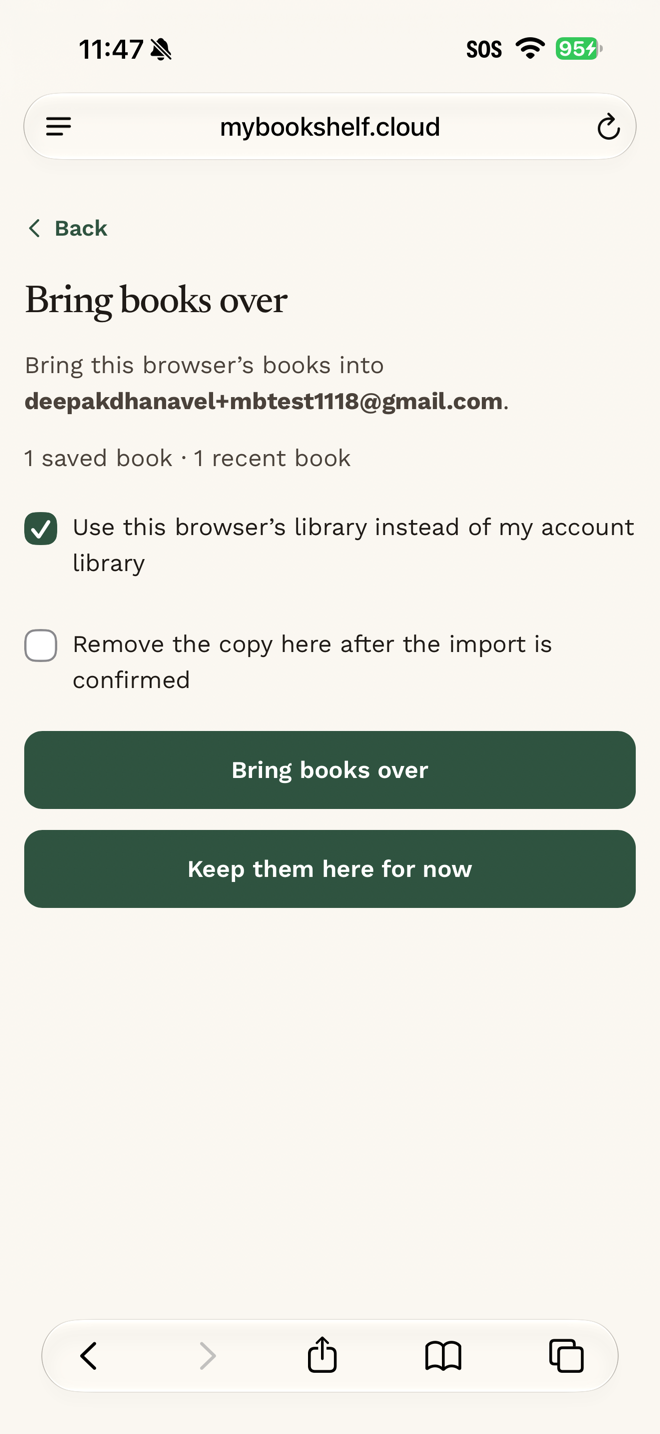 11:47
SOS
95
mybookshelf.cloud
Back
Bring books over
Bring this browser’s books into
deepakdhanavel+mbtest1118@gmail.com.
1 saved book · 1 recent book
Use this browser’s library instead of my account
library
Remove the copy here after the import is
confirmed
Bring books over
Keep them here for now